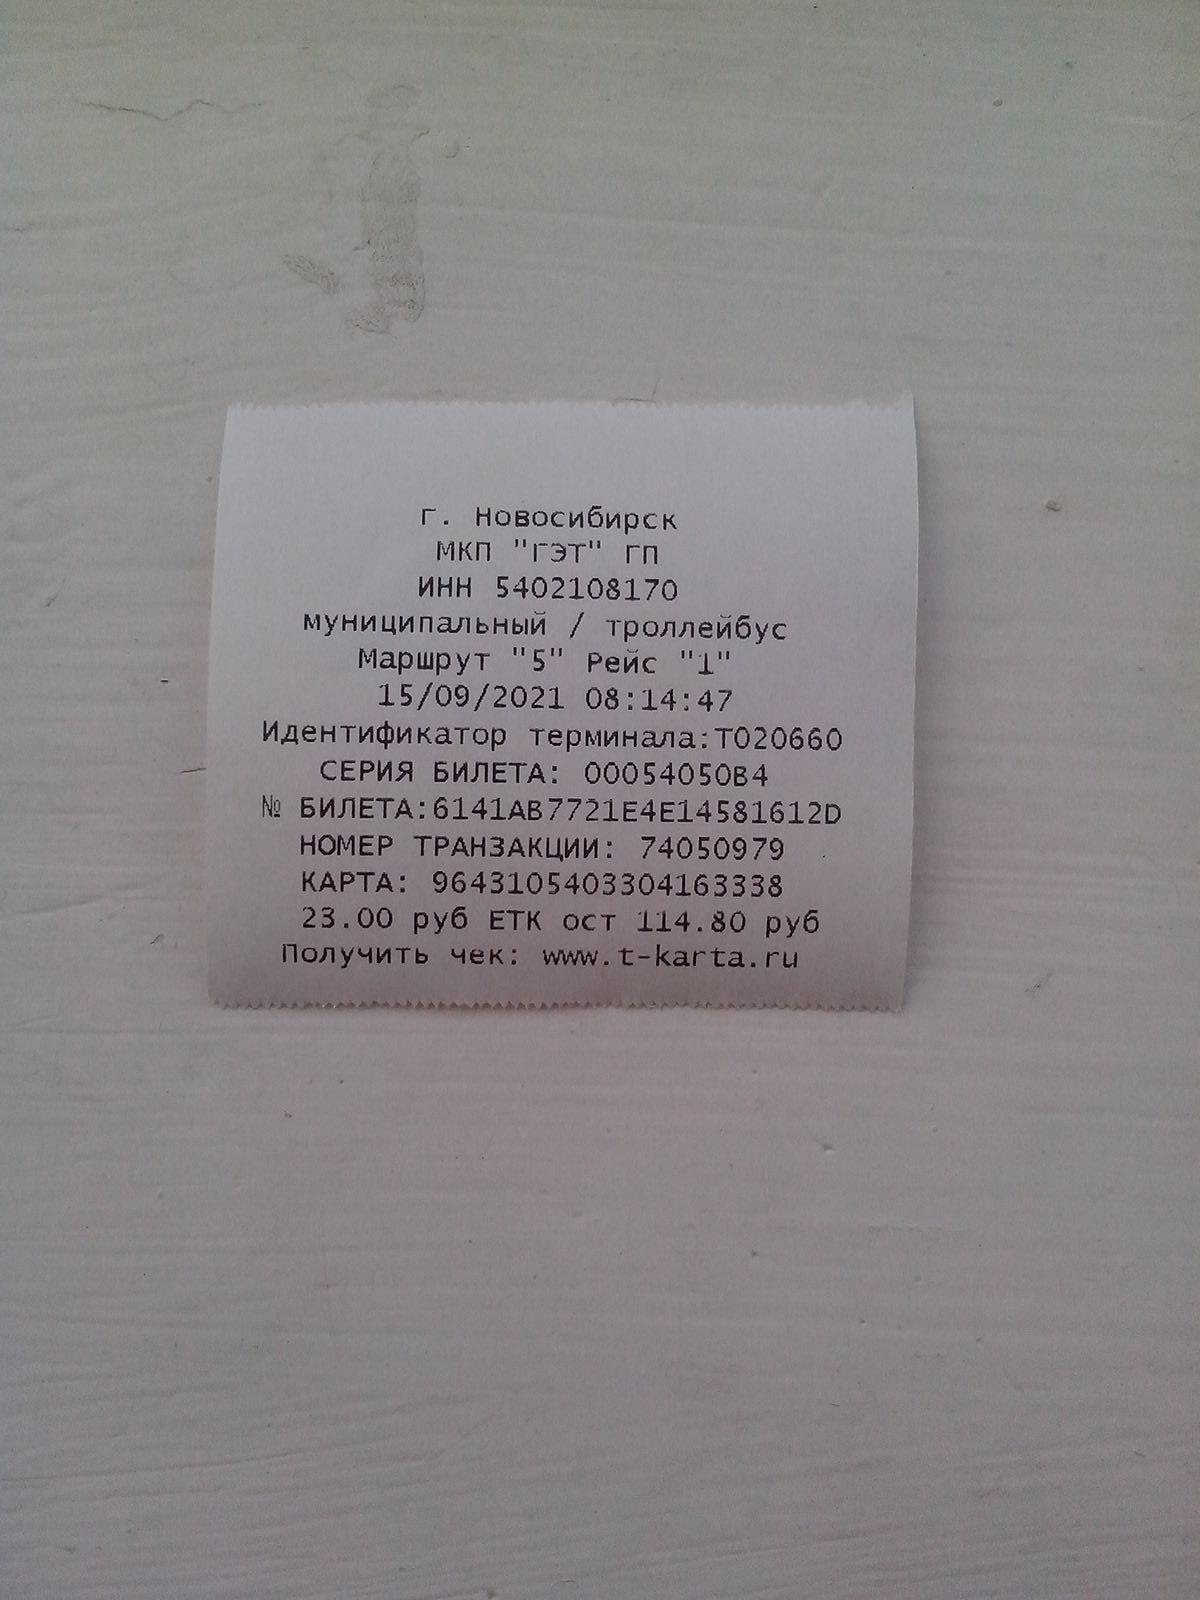 г. Новосибирск
МКП "ГЭТ" ГП
ИНН 5402108170
муниципальный / троллейбус
Маршрут "5" Рейс "1"
15/09/2021 08:14:47
Идентификатор терминала:T020660
СЕРИЯ БИЛЕТА: 00054050B4
№ БИЛЕТА:6141AB7721E4E14581612D
НОМЕР ТРАНЗАКЦИИ: 74050979
КАРТА: 9643105403304163338
23.00 руб ЕТК ост 114.80 руб
Получить чек: www.t-karta.ru